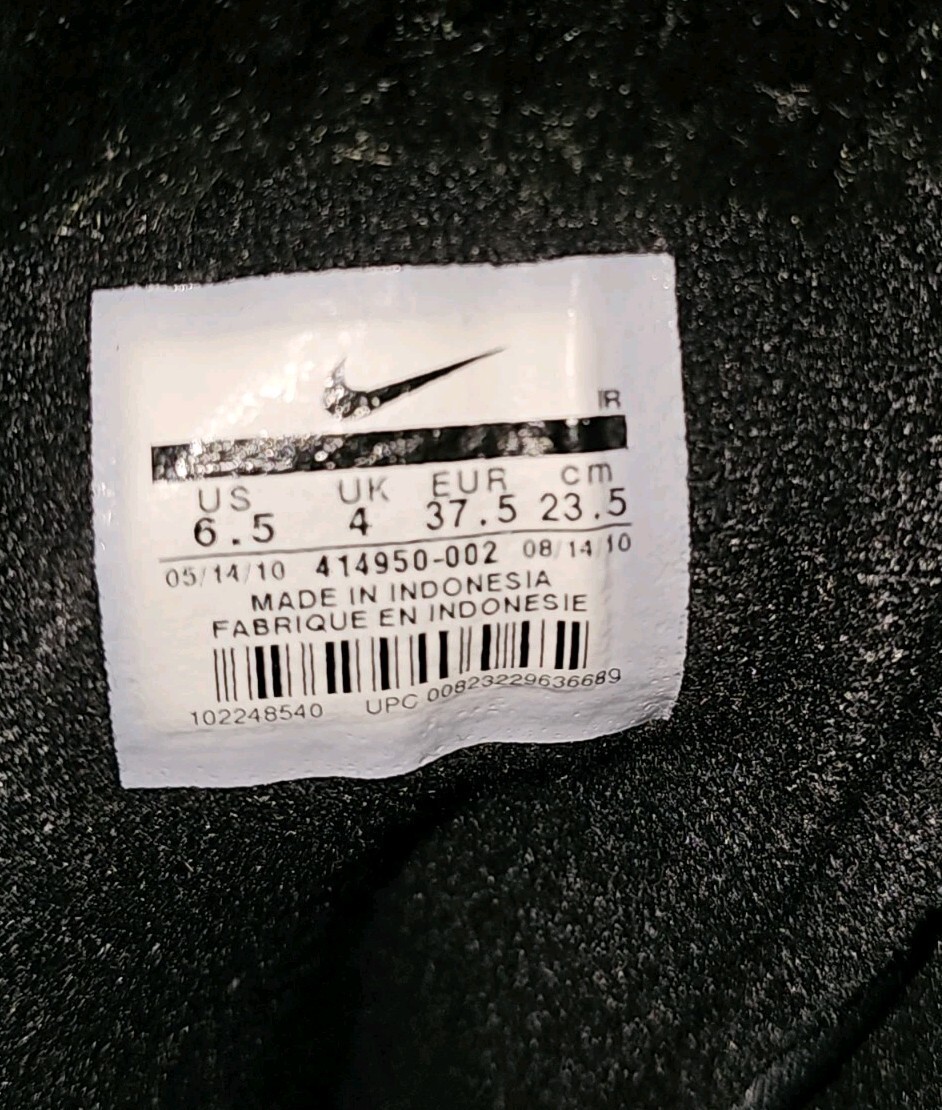 IR
US UK EUR cm
6.5 4 37.5 23.5
05/14/10 414950-002 08/14/10
MADE IN INDONESIA
FABRIQUE EN INDONESIE
102248540 UPC 00823229636689